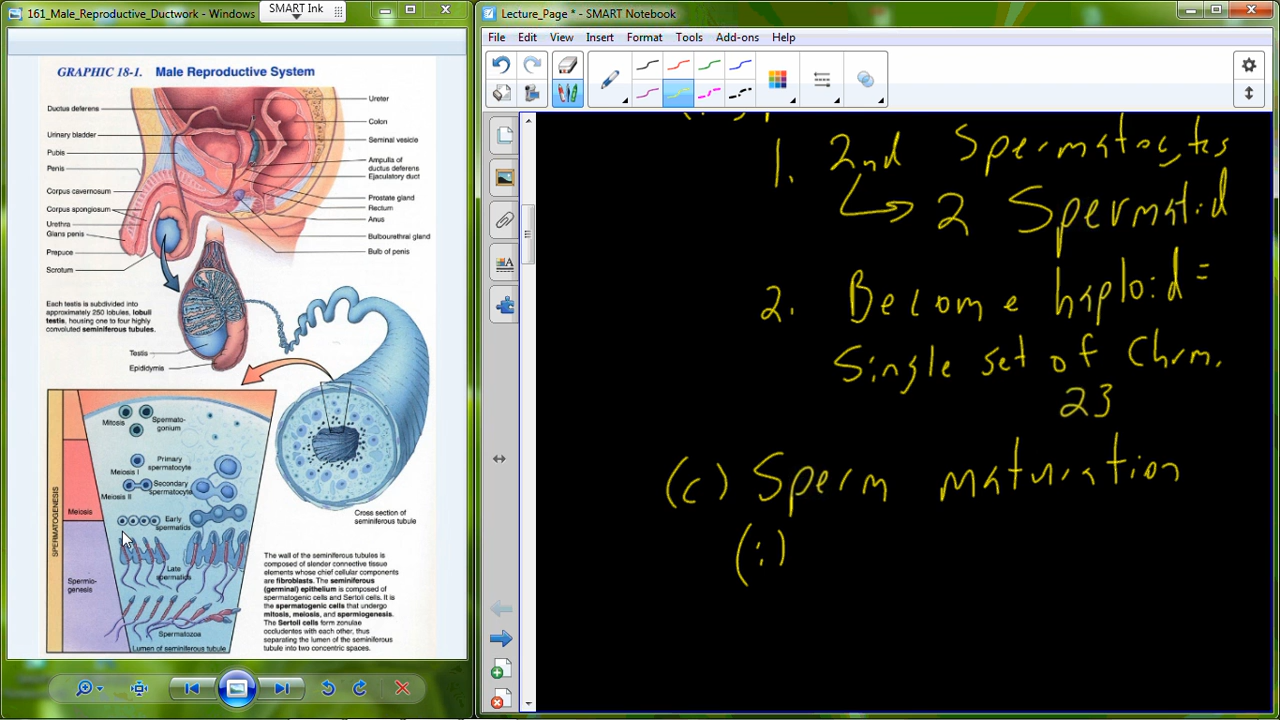 161_Male_Reproductive_Ductwork - Windows
SMART Ink
GRAPHIC 18-1. Male Reproductive System
Ductus deferens
Urinary bladder
Pubis
Penis
Corpus cavernosum
Corpus spongiosum
Urethra
Glans penis
Prepuce
Scrotum
Ureter
Colon
Seminal vesicle
Ampulla of
ductus deferens
Ejaculatory duct
Prostate gland
Rectum
Anus
Bulbourethral gland
Bulb of penis
Each testis is subdivided into
approximately 250 lobules, lobuli
testis, housing one to four highly
convoluted seminiferous tubules.
Testis
Epididymis
SPERMATOGENESIS
Meiosis
Spermio-
genesis
Mitosis
Spermato-
gonium
Meiosis I
Primary
spermatocyte
Meiosis II
Secondary
spermatocyte
Early
spermatids
Late
spermatids
Spermatozoa
Lumen of seminiferous tubule
Cross section of
seminiferous tubule
The wall of the seminiferous tubules is
composed of slender connective tissue
elements whose chief cellular components
are fibroblasts. The seminiferous
(germinal) epithelium is composed of
spermatogenic cells and Sertoli cells. It is
the spermatogenic cells that undergo
mitosis, meiosis, and spermiogenesis.
The Sertoli cells form zonulae
occludentes with each other, thus
separating the lumen of the seminiferous
tubule into two concentric spaces.
Lecture_Page * - SMART Notebook
File Edit View Insert Format Tools Add-ons Help
1. 2nd Spermatocytes
2 Spermatid
2. Become haploid =
Single set of Chrm.
23
(c) Sperm maturation
(i)